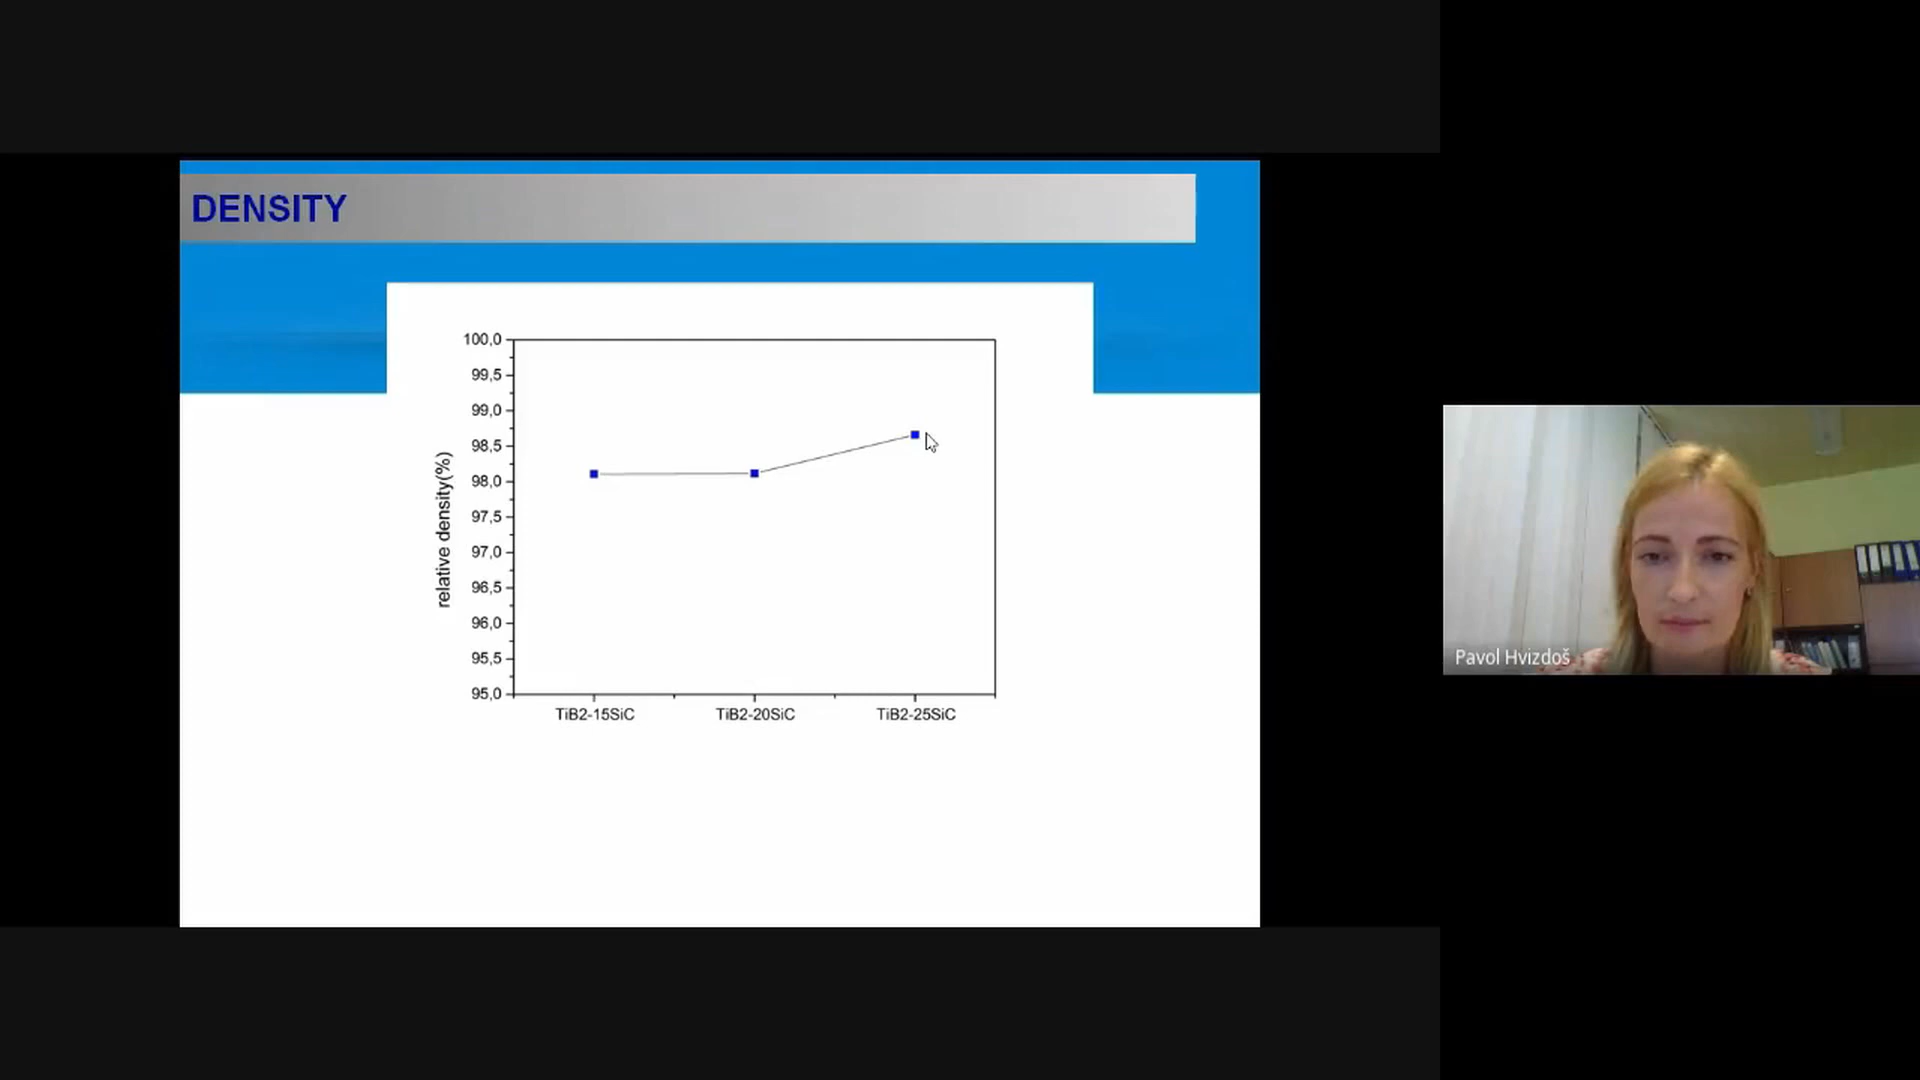 DENSITY
100,0
99,5
99,0
98,5
98,0
97,5
97,0
96,5
96,0
95,5
95,0
relative density(%)
TiB2-15SiC
TiB2-20SiC
TiB2-25SiC
Pavol Hvizdoš